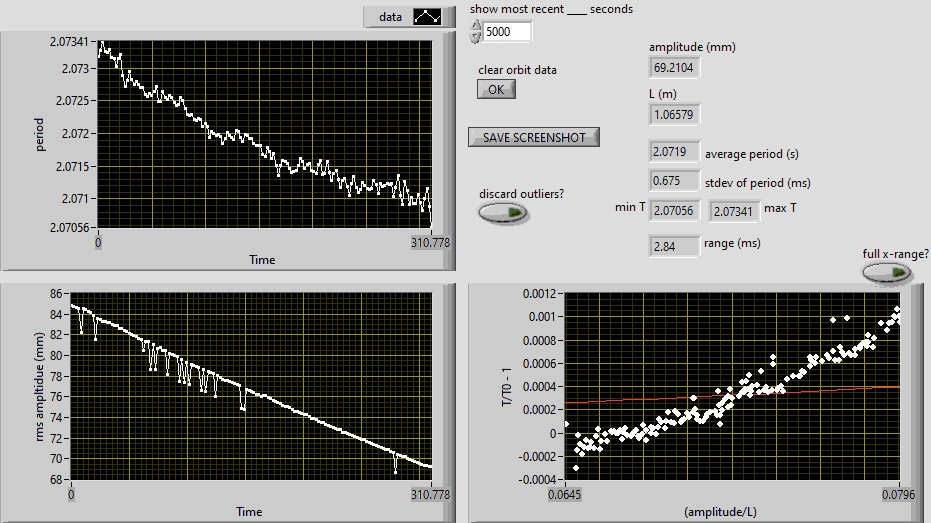 data
2.07341
2.073
2.0725
2.072
2.0715
2.071
2.07056
period
0
310.778
Time
show most recent ____ seconds
5000
clear orbit data
OK
SAVE SCREENSHOT
discard outliers?
amplitude (mm)
69.2104
L (m)
1.06579
2.0719 average period (s)
0.675 stdev of period (ms)
min T 2.07056 2.07341 max T
2.84 range (ms)
full x-range?
86
84
82
80
78
76
74
72
70
68
rms amplitidue (mm)
0
310.778
Time
0.0012
0.001
0.0008
0.0006
0.0004
0.0002
0
-0.0002
-0.0004
T/T0 - 1
0.0645
0.0796
(amplitude/L)